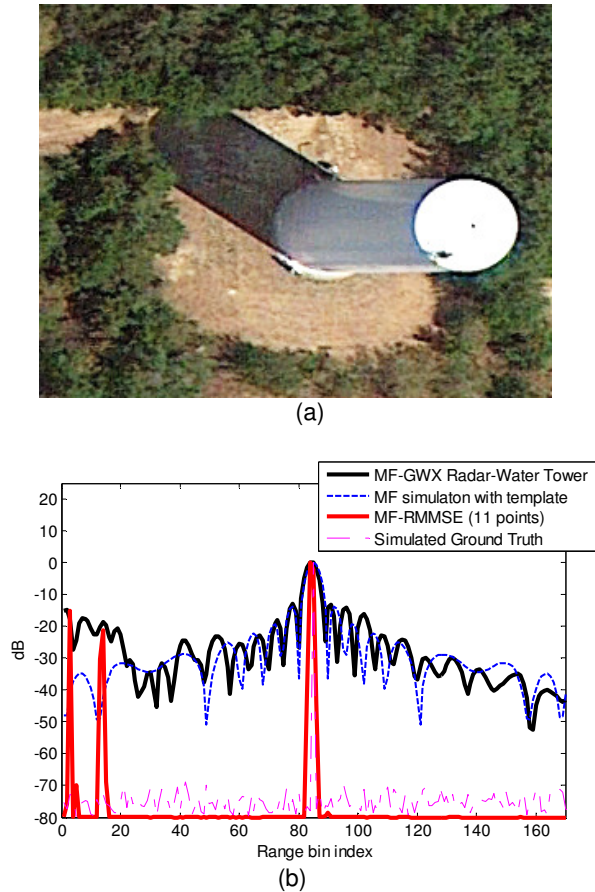 (a)
MF-GWX Radar-Water Tower
MF simulaton with template
MF-RMMSE (11 points)
Simulated Ground Truth
20
10
0
-10
-20
-30
-40
-50
-60
-70
-80
dB
0 20 40 60 80 100 120 140 160
Range bin index
(b)